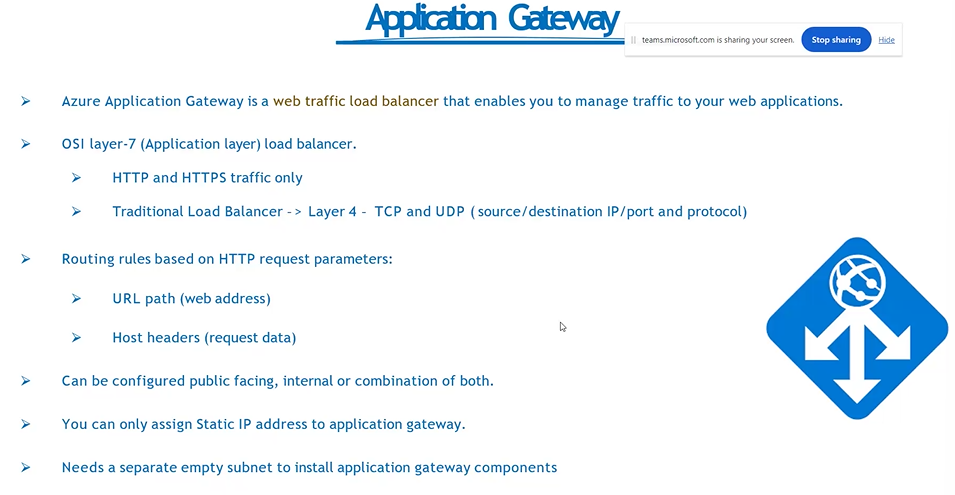 Application Gateway
teams.microsoft.com is sharing your screen. Stop sharing Hide
Azure Application Gateway is a web traffic load balancer that enables you to manage traffic to your web applications.
OSI layer-7 (Application layer) load balancer.
HTTP and HTTPS traffic only
Traditional Load Balancer -> Layer 4 - TCP and UDP (source/destination IP/port and protocol)
Routing rules based on HTTP request parameters:
URL path (web address)
Host headers (request data)
Can be configured public facing, internal or combination of both.
You can only assign Static IP address to application gateway.
Needs a separate empty subnet to install application gateway components